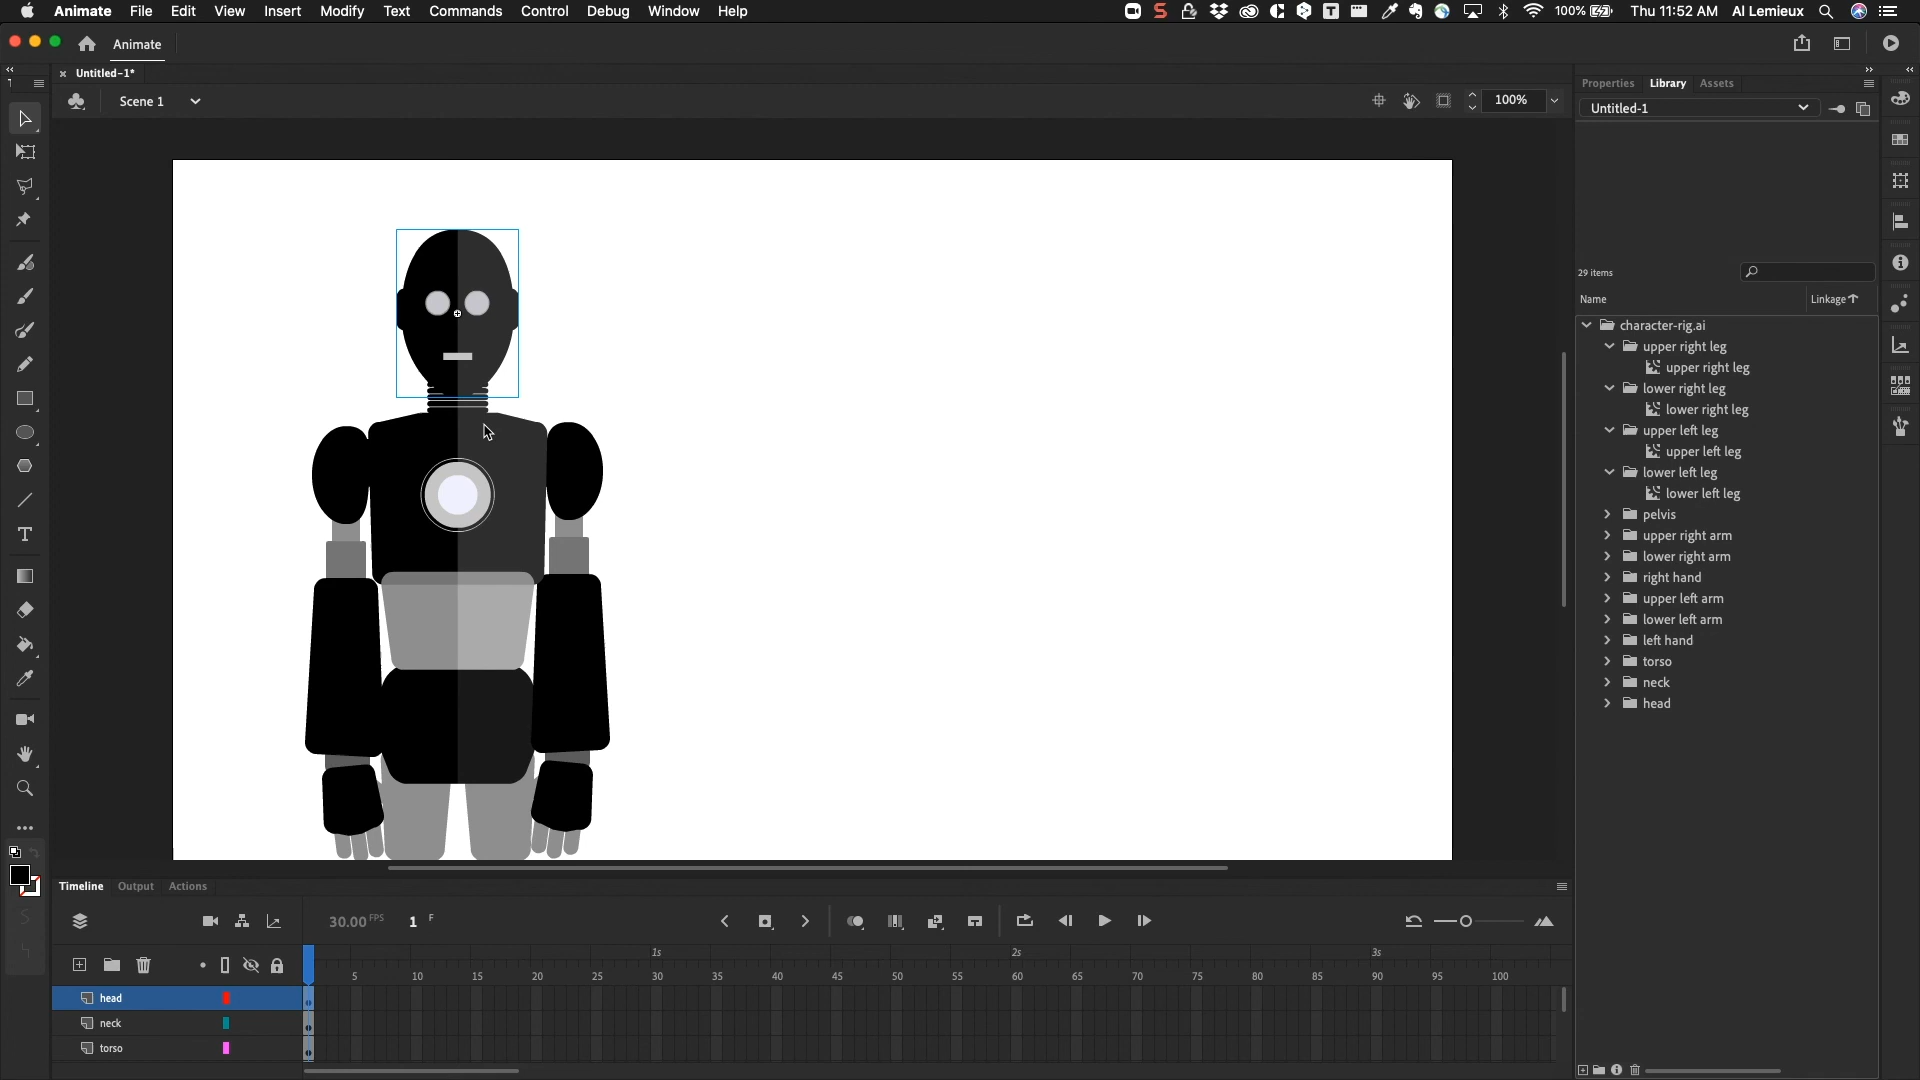 Animate File Edit View Insert Modify Text Commands Control Debug Window Help 100% Thu 11:52 AM Al Lemieux
Animate
Untitled-1*
Scene 1
100%
Properties Library Assets
Untitled-1
29 items
Name Linkage
character-rig.ai
upper right leg
upper right leg
lower right leg
lower right leg
upper left leg
upper left leg
lower left leg
lower left leg
pelvis
upper right arm
lower right arm
right hand
upper left arm
lower left arm
left hand
torso
neck
head
Timeline Output Actions
30.00 FPS 1 F
1s 2s 3s
5 10 15 20 25 30 35 40 45 50 55 60 65 70 75 80 85 90 95 100
head
neck
torso